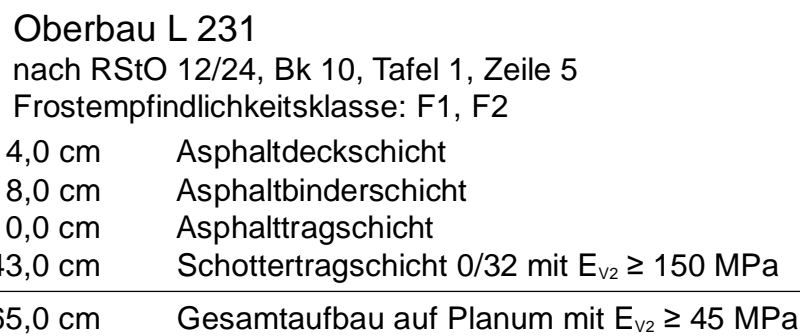 Oberbau L 231
nach RStO 12/24, Bk 10, Tafel 1, Zeile 5
Frostempfindlichkeitsklasse: F1, F2
4,0 cm Asphaltdeckschicht
8,0 cm Asphaltbinderschicht
0,0 cm Asphalttragschicht
43,0 cm Schottertragschicht 0/32 mit EV2 ≥ 150 MPa
65,0 cm Gesamtaufbau auf Planum mit EV2 ≥ 45 MPa